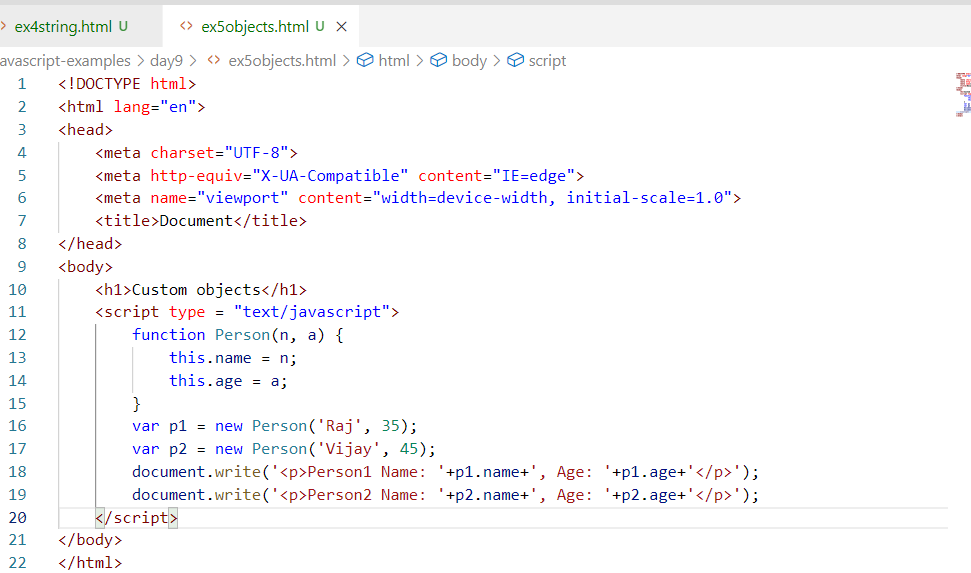 ex4string.html U
<> ex5objects.html U ×
avascript-examples > day9 > <> ex5objects.html > html > body > script
1 <!DOCTYPE html>
2 <html lang="en">
3 <head>
4     <meta charset="UTF-8">
5     <meta http-equiv="X-UA-Compatible" content="IE=edge">
6     <meta name="viewport" content="width=device-width, initial-scale=1.0">
7     <title>Document</title>
8 </head>
9 <body>
10     <h1>Custom objects</h1>
11     <script type = "text/javascript">
12         function Person(n, a) {
13             this.name = n;
14             this.age = a;
15         }
16         var p1 = new Person('Raj', 35);
17         var p2 = new Person('Vijay', 45);
18         document.write('<p>Person1 Name: '+p1.name+', Age: '+p1.age+'</p>');
19         document.write('<p>Person2 Name: '+p2.name+', Age: '+p2.age+'</p>');
20     </script>
21 </body>
22 </html>